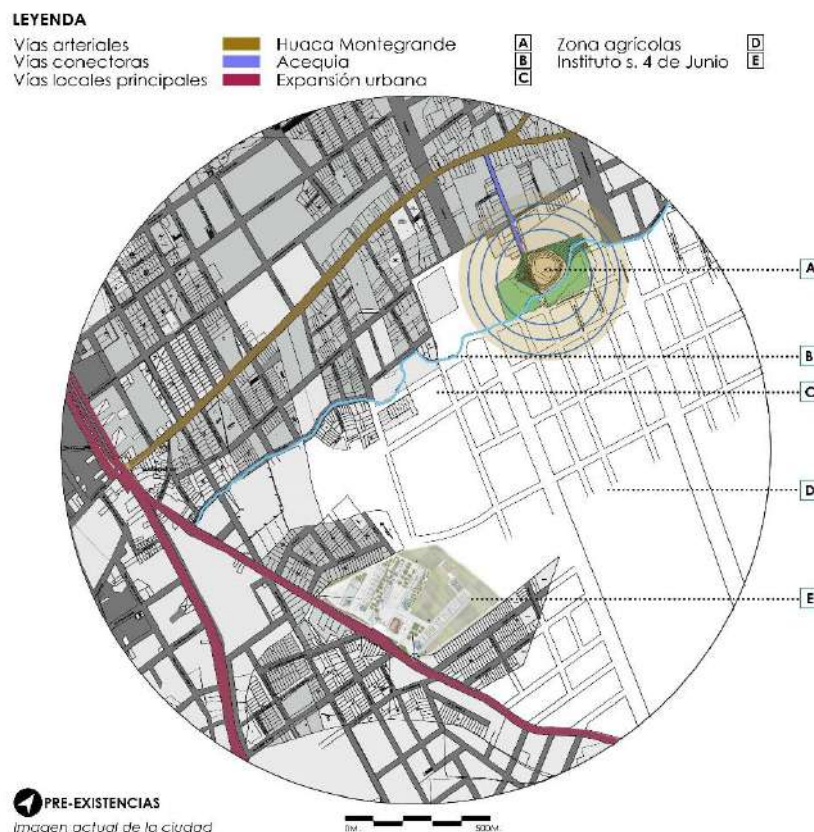 LEYENDA
Vías arteriales Huaca Montegrande A Zona agrícolas D
Vías conectoras Acequia B Instituto s. 4 de Junio E
Vías locales principales Expansión urbana C
A
B
C
D
E
PRE-EXISTENCIAS
Imagen actual de la ciudad
0M. 500M.